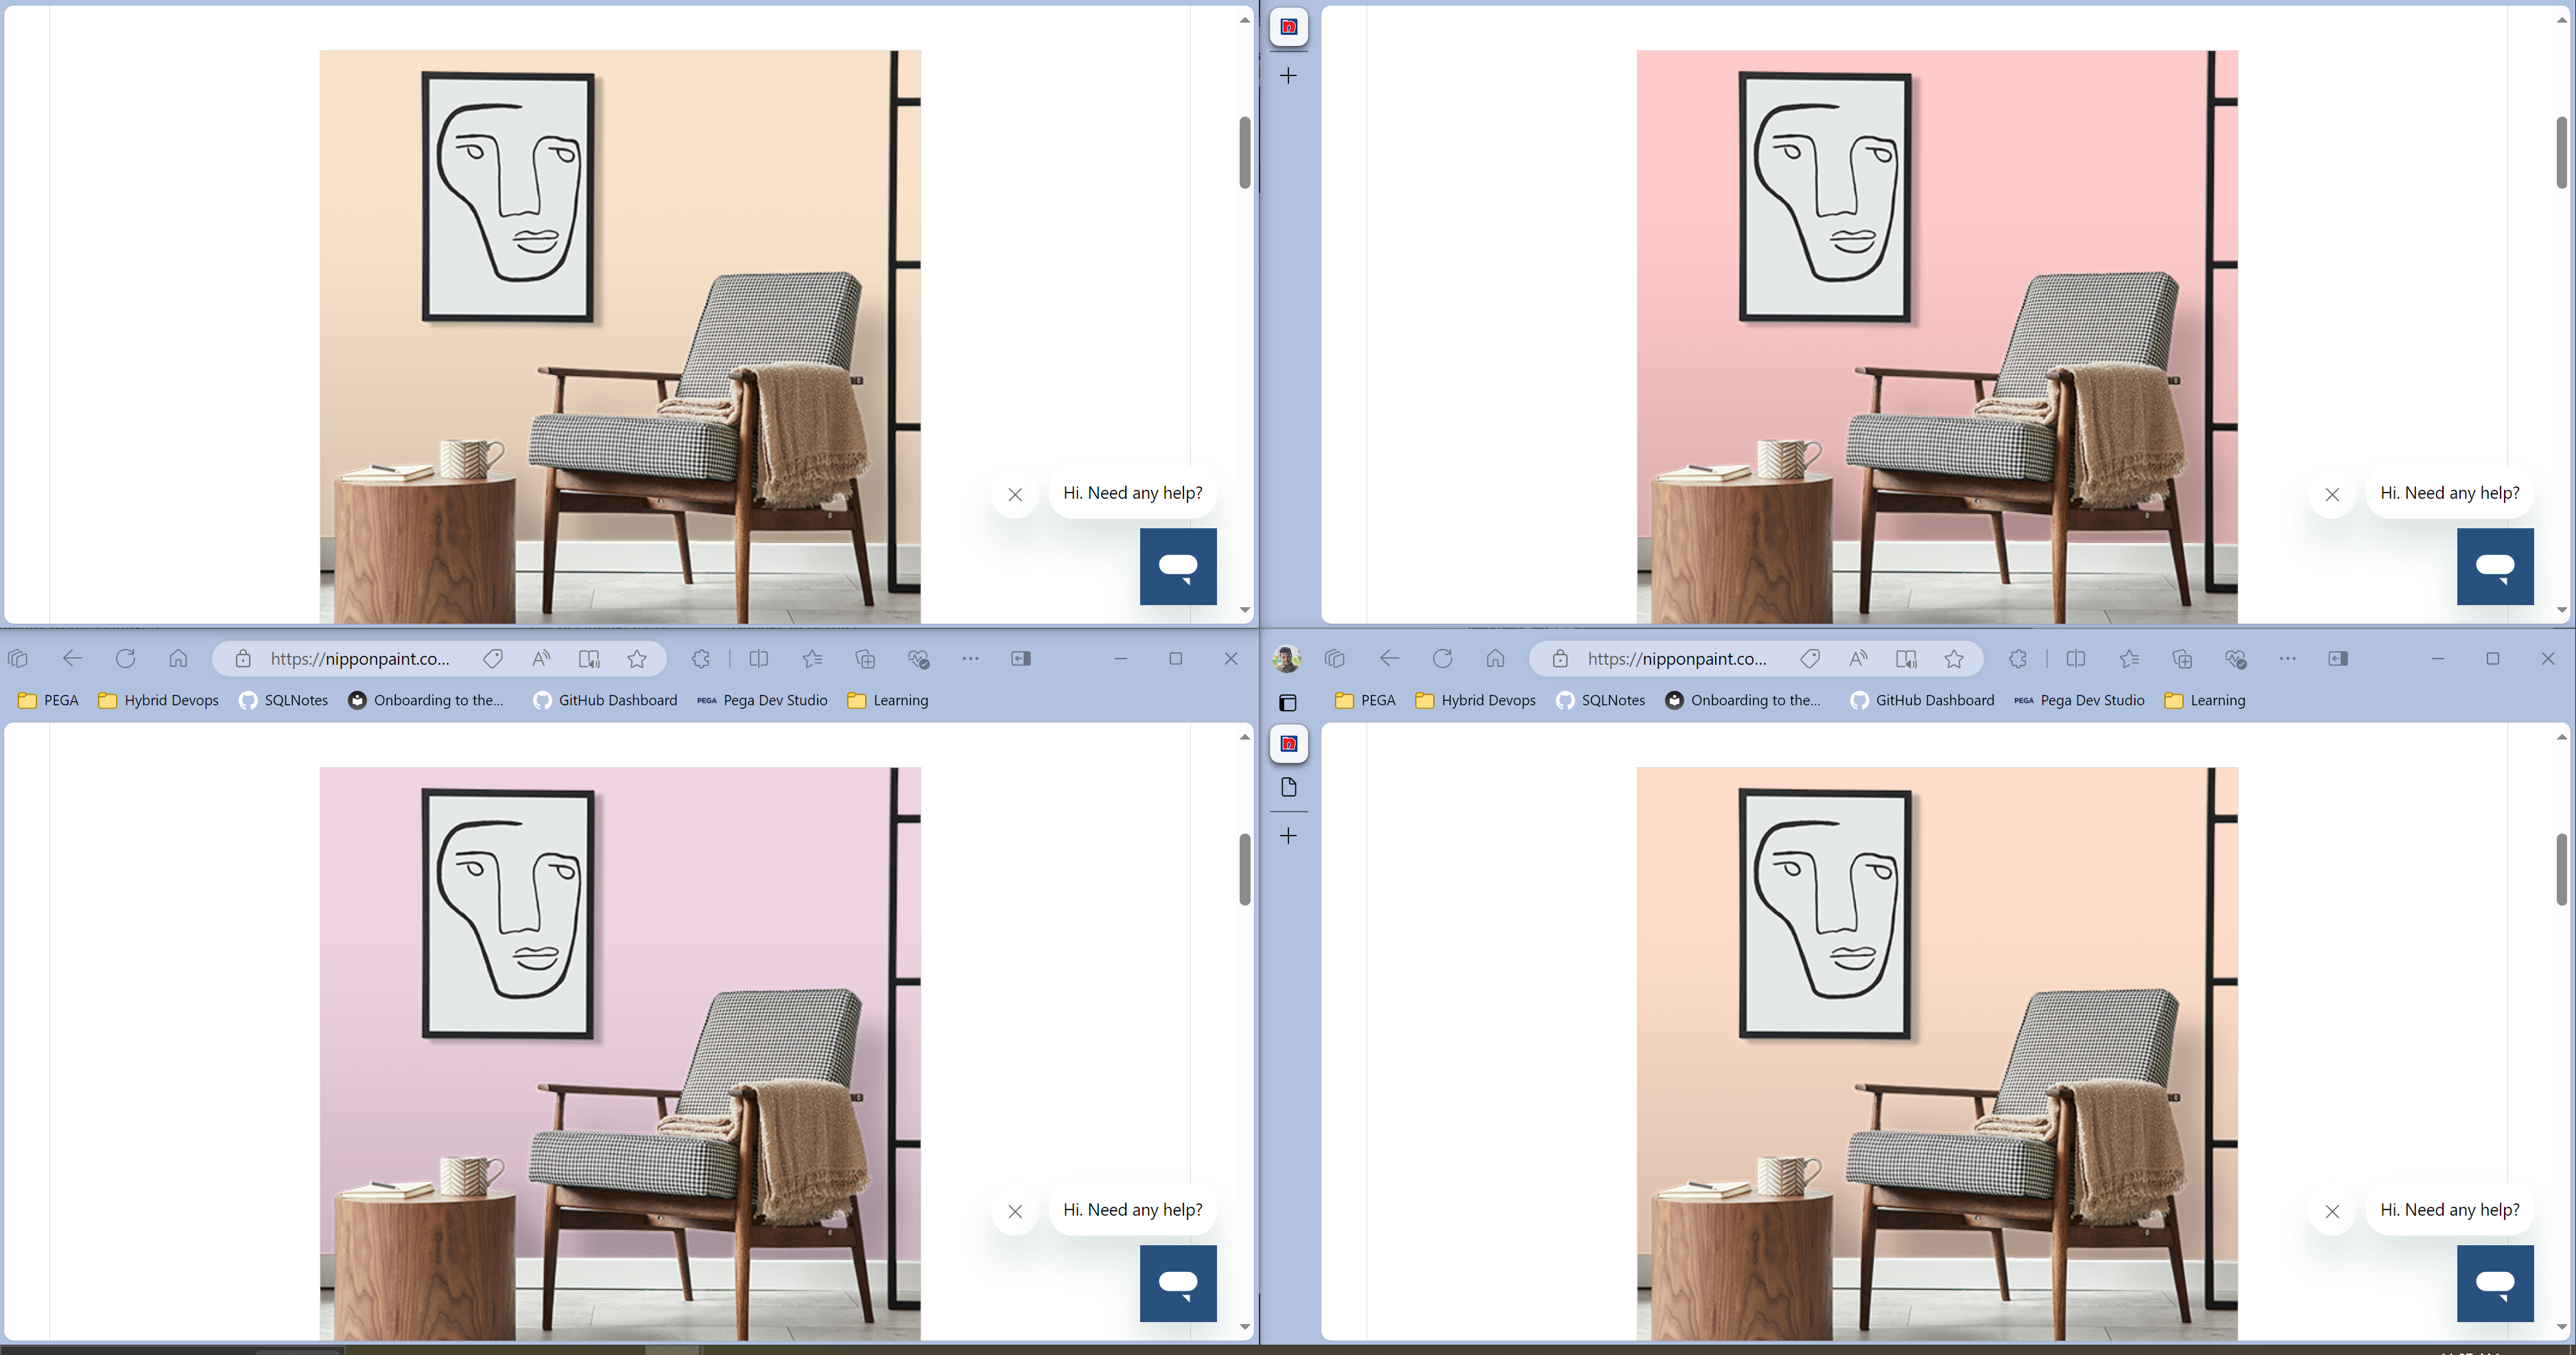 Hi. Need any help?
Hi. Need any help?
https://nipponpaint.co...
PEGA Hybrid Devops SQLNotes Onboarding to the... GitHub Dashboard PEGA Pega Dev Studio Learning
https://nipponpaint.co...
PEGA Hybrid Devops SQLNotes Onboarding to the... GitHub Dashboard PEGA Pega Dev Studio Learning
Hi. Need any help?
Hi. Need any help?